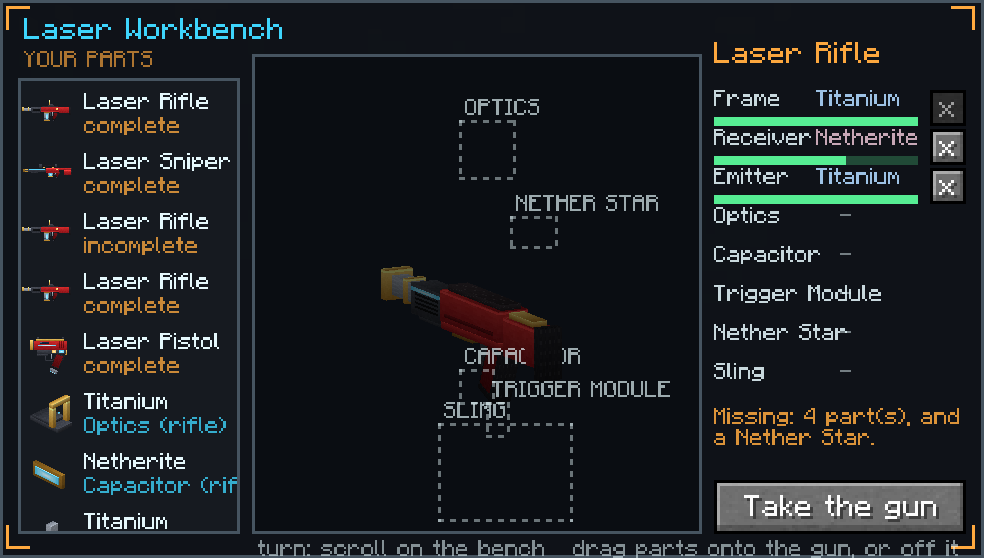 Laser Workbench
YOUR PARTS
Laser Rifle
complete
Laser Sniper
complete
Laser Rifle
incomplete
Laser Rifle
complete
Laser Pistol
complete
Titanium
Optics (rifle)
Netherite
Capacitor (rif
Titanium
OPTICS
NETHER STAR
CAPAC OR
TRIGGER MODULE
SLING
Laser Rifle
Frame Titanium
Receiver Netherite
Emitter Titanium
Optics -
Capacitor -
Trigger Module
Nether Star-
Sling -
Missing: 4 part(s), and
a Nether Star.
Take the gun
turn: scroll on the bench drag parts onto the gun, or off it